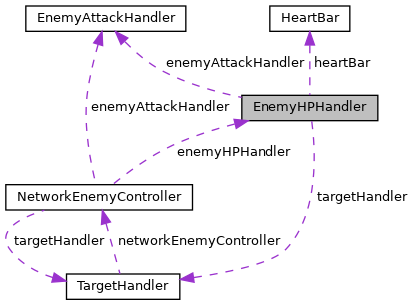 EnemyAttackHandler
HeartBar
enemyAttackHandler
heartBar
enemyAttackHandler
EnemyHPHandler
enemyHPHandler
NetworkEnemyController
targetHandler
targetHandler
networkEnemyController
TargetHandler